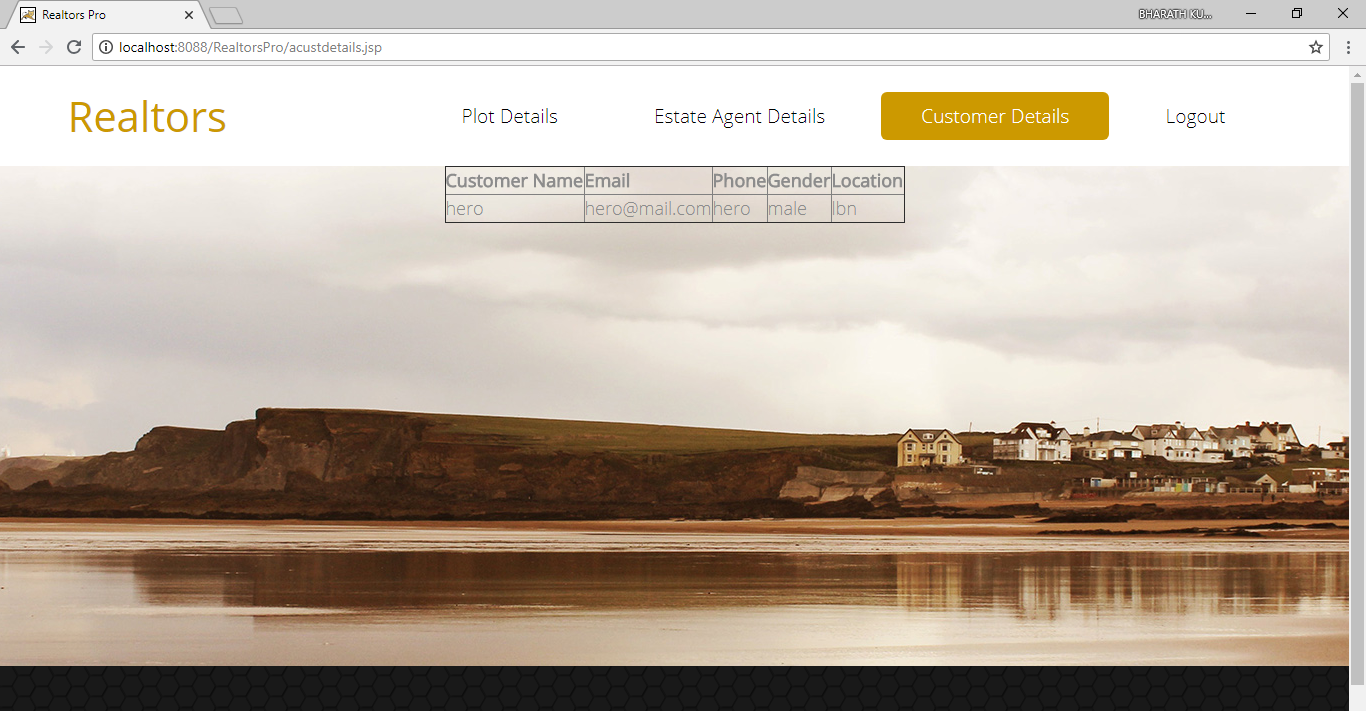 Realtors Pro
BHARATH KU...
localhost:8088/RealtorsPro/acustdetails.jsp
Realtors
Plot Details Estate Agent Details Customer Details Logout
Customer Name Email Phone Gender Location
hero hero@mail.com hero male lbn